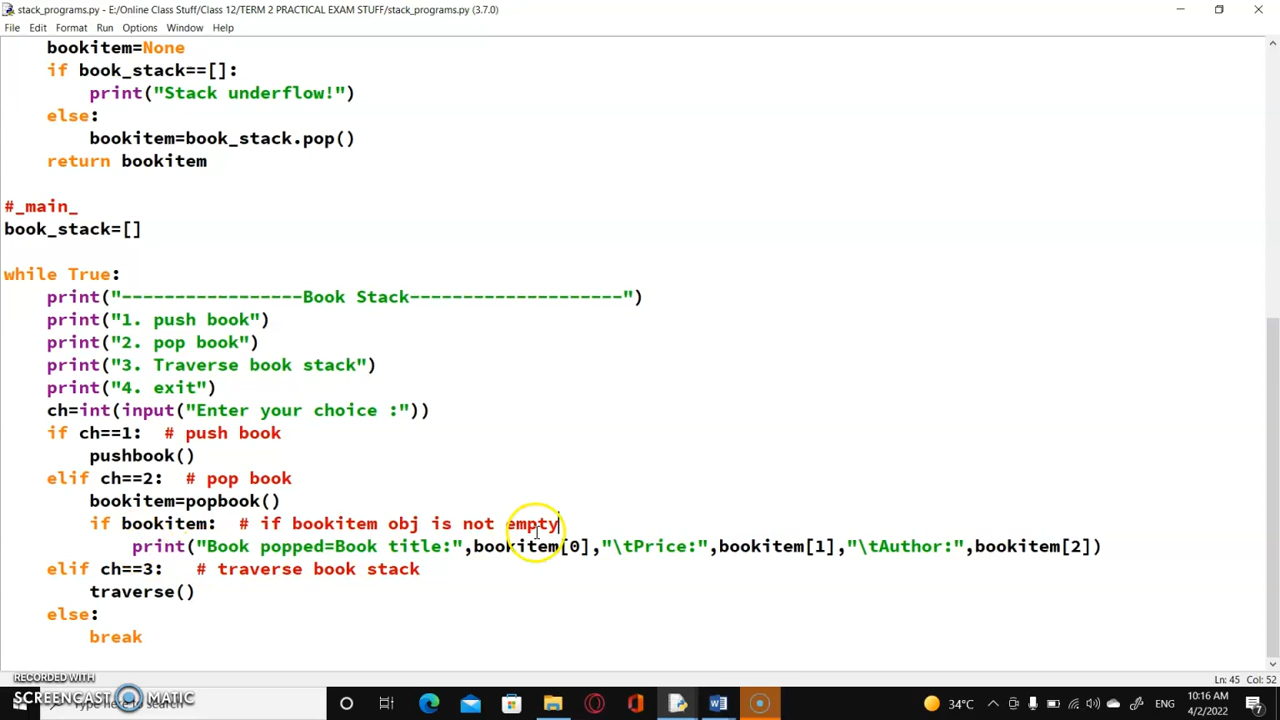 stack_programs.py - E:/Online Class Stuff/Class 12/TERM 2 PRACTICAL EXAM STUFF/stack_programs.py (3.7.0)
File Edit Format Run Options Window Help
bookitem=None
if book_stack==[]:
print("Stack underflow!")
else:
bookitem=book_stack.pop()
return bookitem
#_main_
book_stack=[]
while True:
print("-----------------Book Stack--------------------")
print("1. push book")
print("2. pop book")
print("3. Traverse book stack")
print("4. exit")
ch=int(input("Enter your choice :"))
if ch==1:  # push book
pushbook()
elif ch==2:  # pop book
bookitem=popbook()
if bookitem:  # if bookitem obj is not empty
print("Book popped=Book title:",bookitem[0],"\tPrice:",bookitem[1],"\tAuthor:",bookitem[2])
elif ch==3:   # traverse book stack
traverse()
else:
break
Ln: 45 Col: 52
RECORDED WITH
SCREENCAST MATIC
34°C ENG 10:16 AM
4/2/2022
7